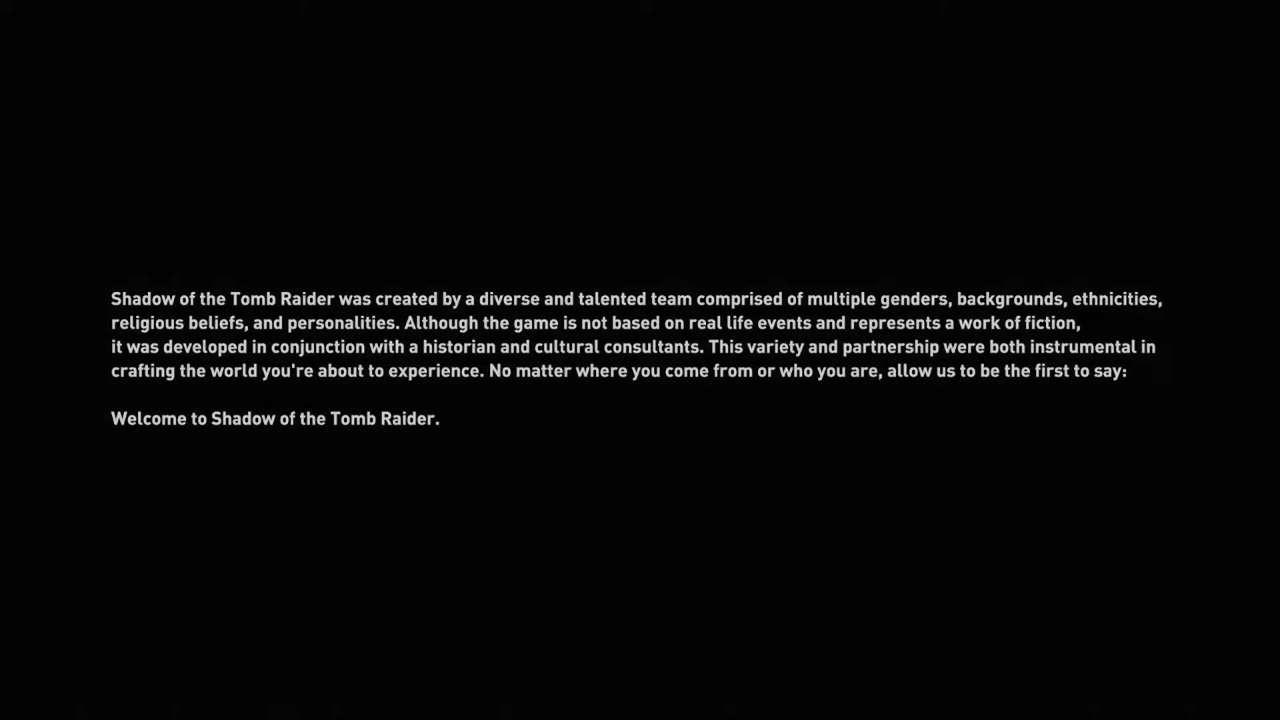 Shadow of the Tomb Raider was created by a diverse and talented team comprised of multiple genders, backgrounds, ethnicities,
religious beliefs, and personalities. Although the game is not based on real life events and represents a work of fiction,
it was developed in conjunction with a historian and cultural consultants. This variety and partnership were both instrumental in
crafting the world you're about to experience. No matter where you come from or who you are, allow us to be the first to say:
Welcome to Shadow of the Tomb Raider.